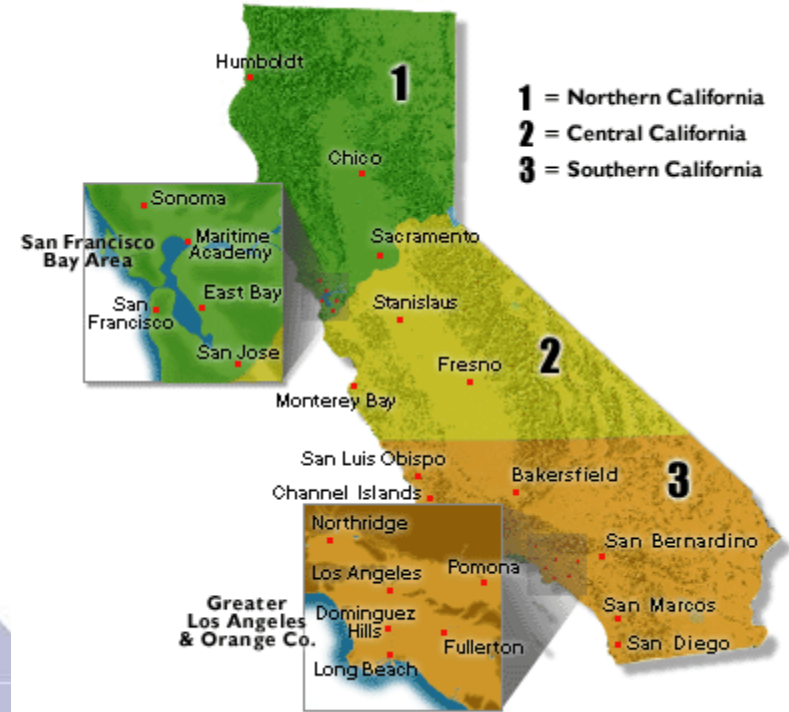 Humboldt
1
1 = Northern California
2 = Central California
3 = Southern California
Chico
Sonoma
San Francisco
Bay Area
Maritime
Academy
Sacramento
San
Francisco
East Bay
Stanislaus
San Jose
Fresno
2
Monterey Bay
San Luis Obispo
Bakersfield
3
Channel Islands
Northridge
San Bernardino
Los Angeles
Pomona
Greater
Los Angeles
& Orange Co.
Dominguez
Hills
Fullerton
Long Beach
San Marcos
San Diego